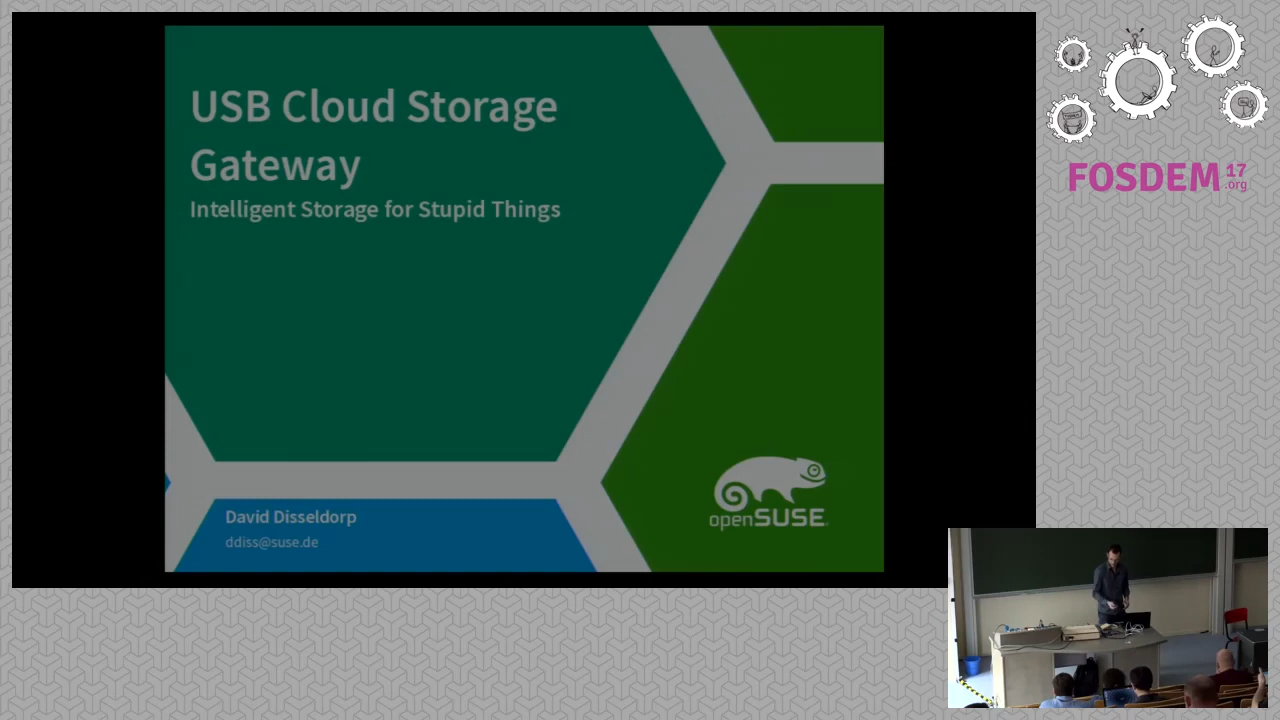 USB Cloud Storage
Gateway
Intelligent Storage for Stupid Things
David Disseldorp
ddiss@suse.de
openSUSE
FOSDEM 17
.org